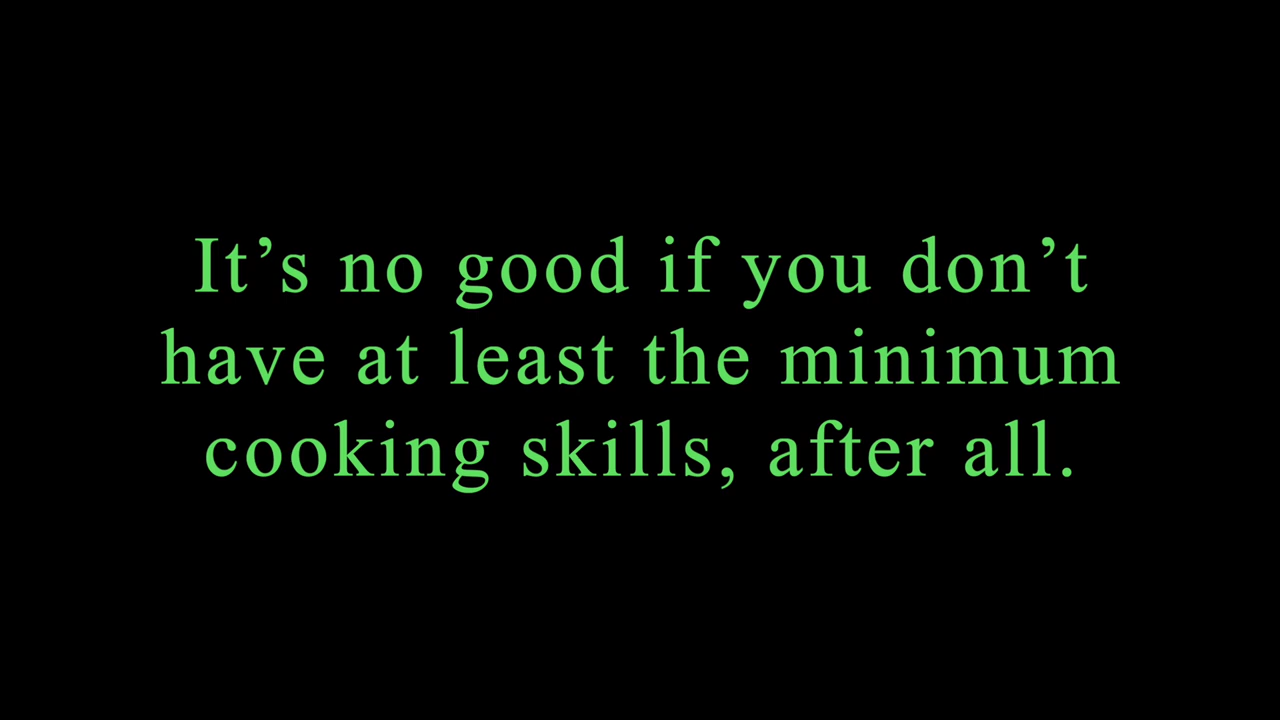 It’s no good if you don’t
have at least the minimum
cooking skills, after all.